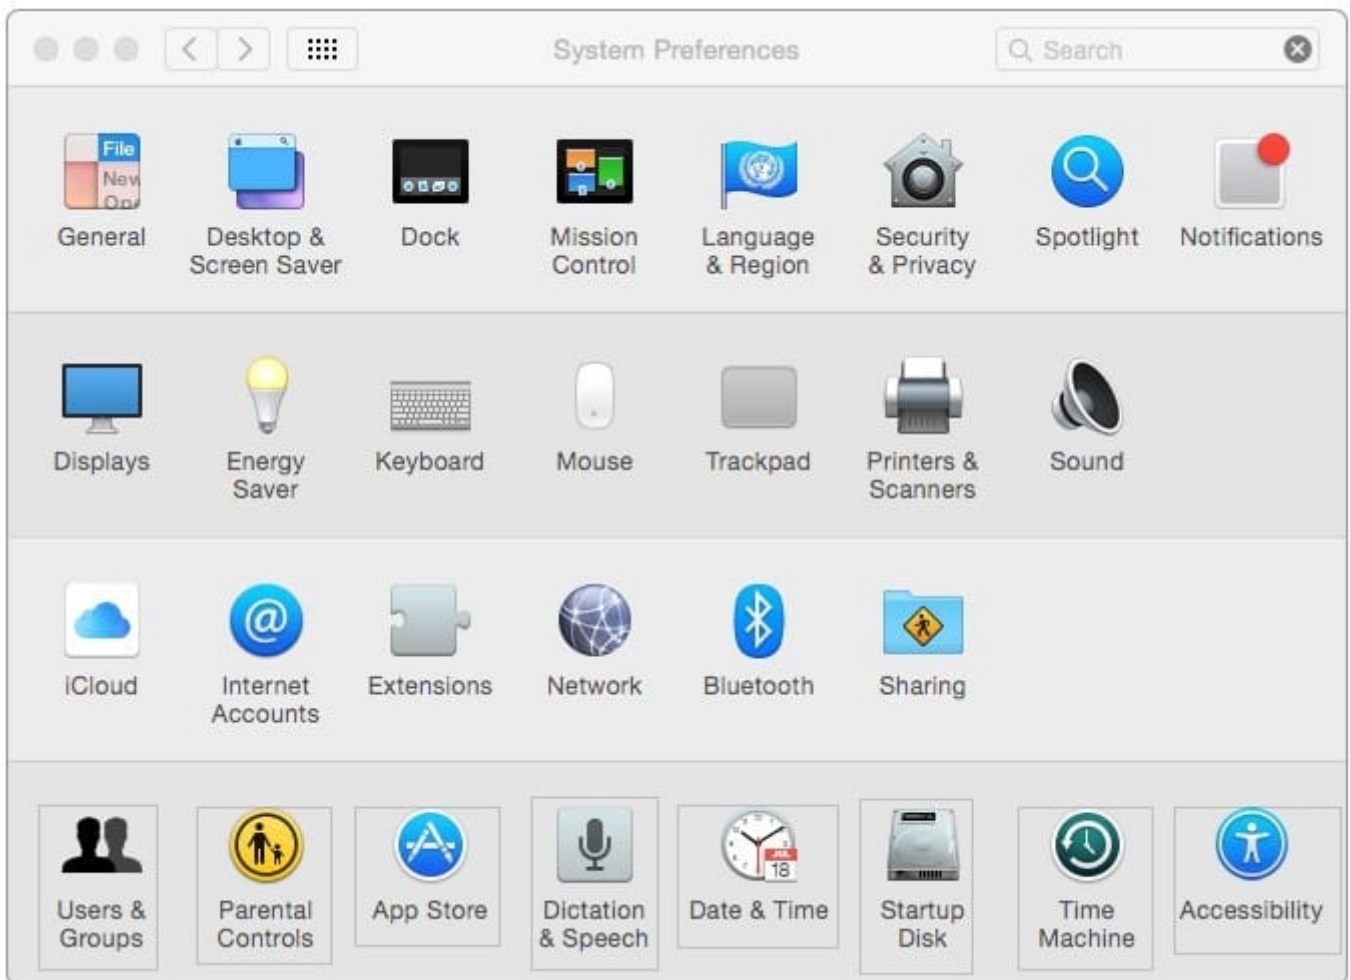 System Preferences
Search
File
New
General
Desktop &
Screen Saver
Dock
Mission
Control
Language
& Region
Security
& Privacy
Spotlight
Notifications
Displays
Energy
Saver
Keyboard
Mouse
Trackpad
Printers &
Scanners
Sound
@
iCloud
Internet
Accounts
Extensions
Network
Bluetooth
Sharing
JUL
18
Users &
Groups
Parental
Controls
App Store
Dictation
& Speech
Date & Time
Startup
Disk
Time
Machine
Accessibility